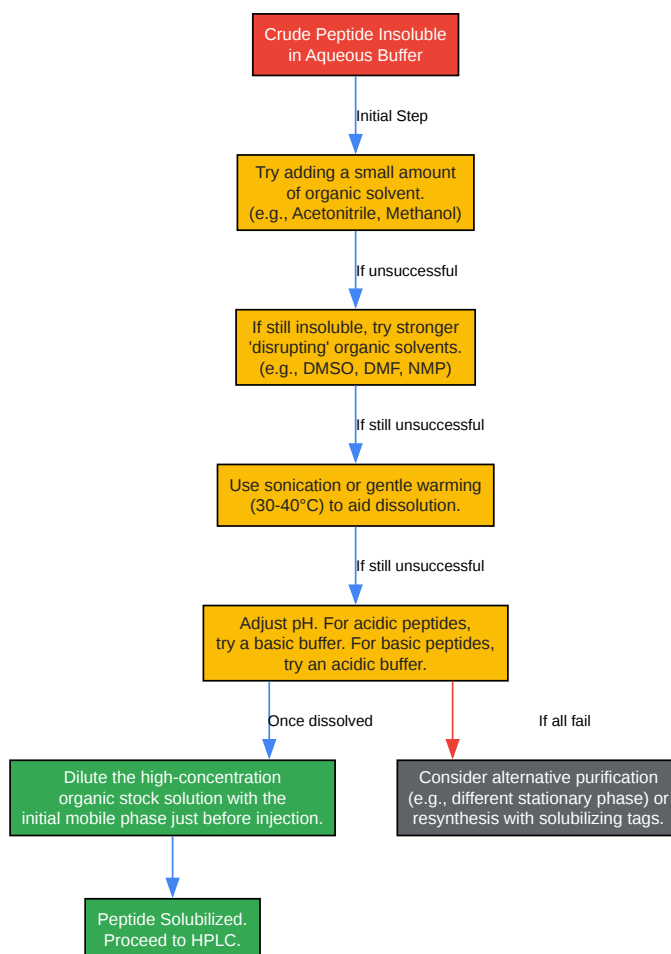 Crude Peptide Insoluble
in Aqueous Buffer
Initial Step
Try adding a small amount
of organic solvent.
(e.g., Acetonitrile, Methanol)
If unsuccessful
If still insoluble, try stronger
'disrupting' organic solvents.
(e.g., DMSO, DMF, NMP)
If still unsuccessful
Use sonication or gentle warming
(30-40°C) to aid dissolution.
If still unsuccessful
Adjust pH. For acidic peptides,
try a basic buffer. For basic peptides,
try an acidic buffer.
Once dissolved
If all fail
Dilute the high-concentration
organic stock solution with the
initial mobile phase just before injection.
Consider alternative purification
(e.g., different stationary phase) or
resynthesis with solubilizing tags.
Peptide Solubilized.
Proceed to HPLC.